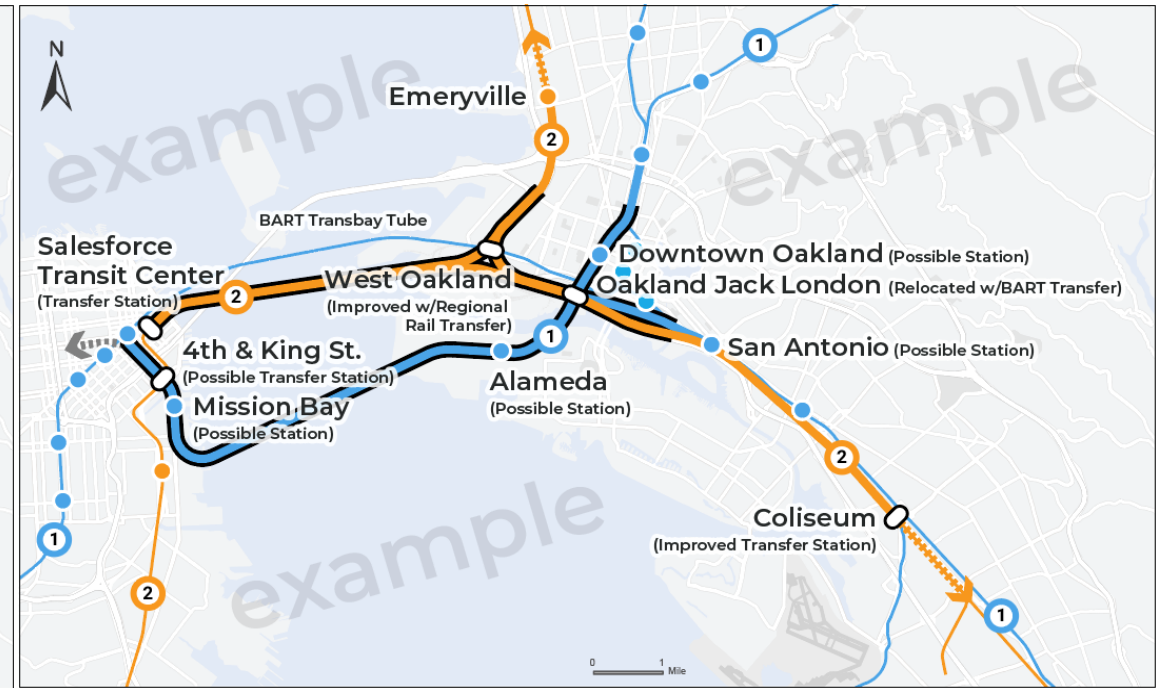 N
example
example
Emeryville
1
2
BART Transbay Tube
Salesforce
Transit Center
(Transfer Station)
2
West Oakland
(Improved w/Regional
Rail Transfer)
Downtown Oakland (Possible Station)
Oakland Jack London (Relocated w/BART Transfer)
1
San Antonio (Possible Station)
4th & King St.
(Possible Transfer Station)
Mission Bay
(Possible Station)
Alameda
(Possible Station)
2
example
Coliseum
(Improved Transfer Station)
1
2
1
0 1
Mile